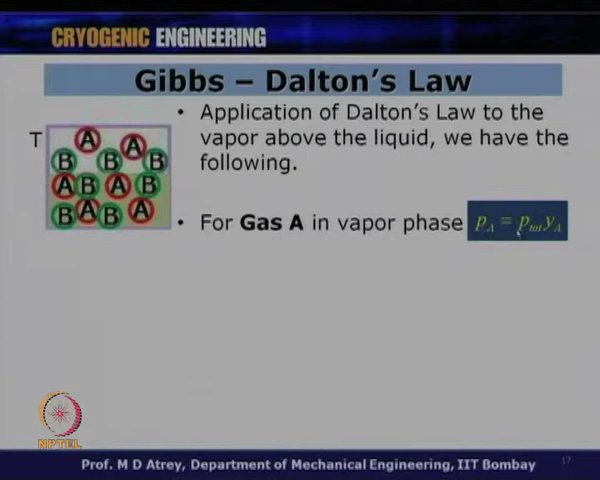 CRYOGENIC ENGINEERING
Gibbs – Dalton's Law
• Application of Dalton's Law to the
vapor above the liquid, we have the
following.
T
A A
B B B
A B A B
B A B A
• For Gas A in vapor phase p_A = p_tot y_A
NPTEL
Prof. M D Atrey, Department of Mechanical Engineering, IIT Bombay
17